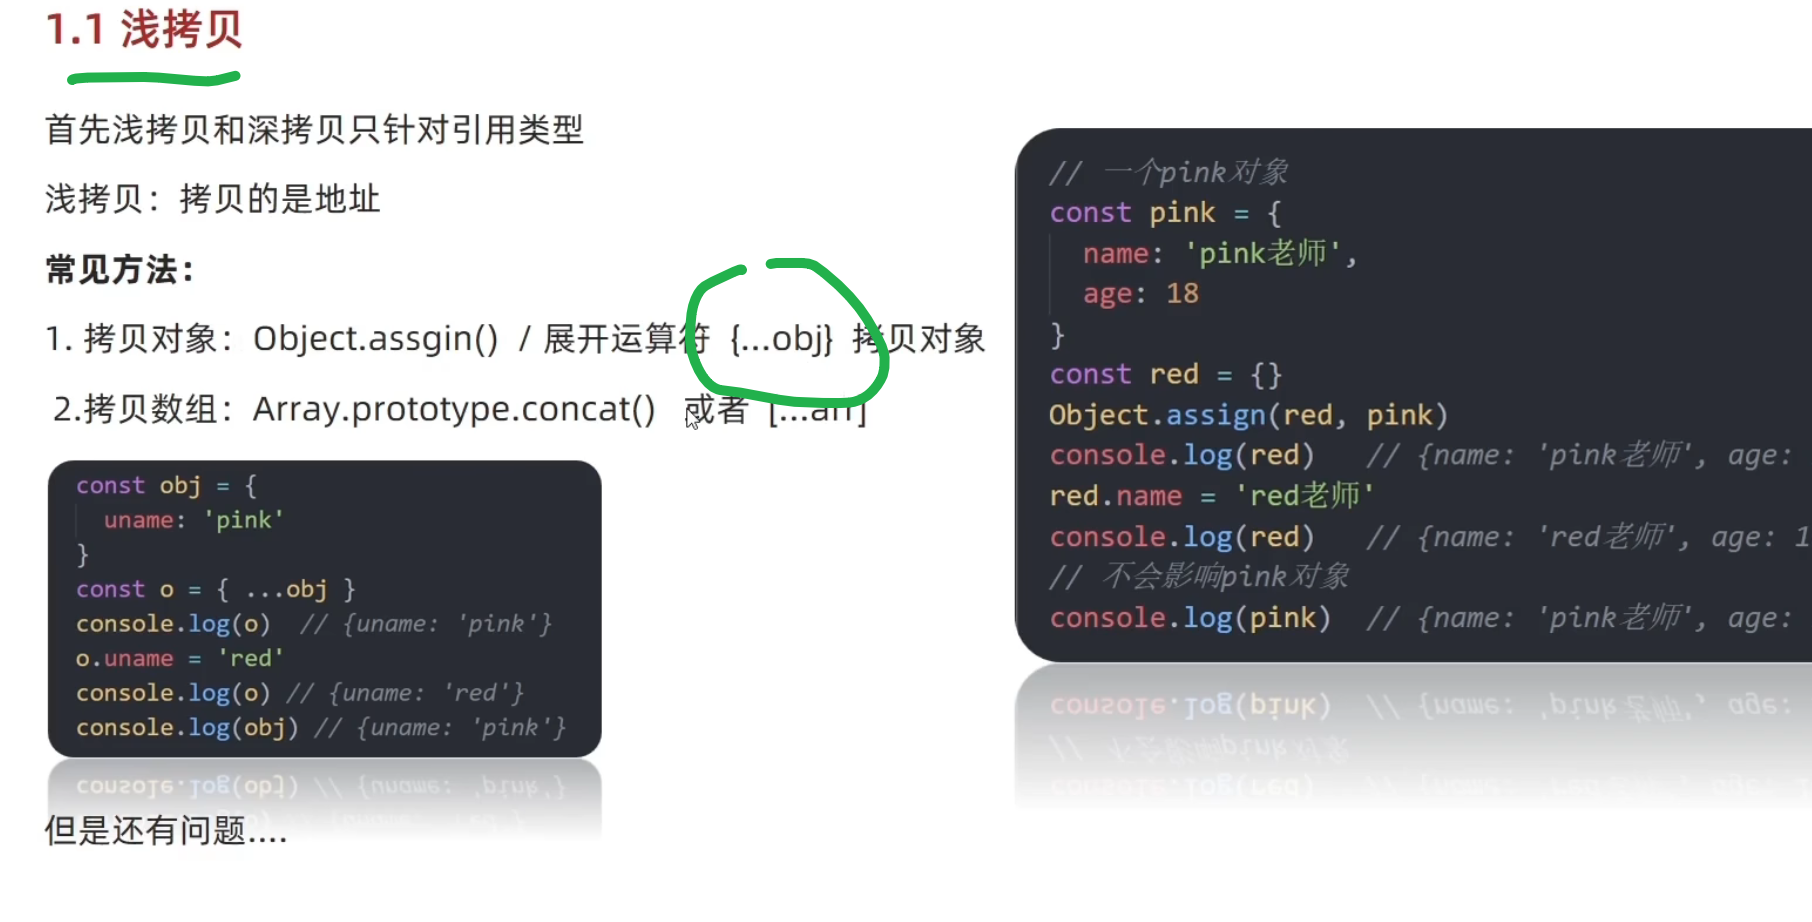 1.1 浅拷贝
首先浅拷贝和深拷贝只针对引用类型
浅拷贝：拷贝的是地址
常见方法：
1. 拷贝对象：Object.assgin() / 展开运算符 {...obj} 拷贝对象
2.拷贝数组：Array.prototype.concat() 或者 [...arr]
const obj = {
uname: 'pink'
}
const o = { ...obj }
console.log(o) // {uname: 'pink'}
o.uname = 'red'
console.log(o) // {uname: 'red'}
console.log(obj) // {uname: 'pink'}
但是还有问题....
// 一个pink对象
const pink = {
name: 'pink老师',
age: 18
}
const red = {}
Object.assign(red, pink)
console.log(red) // {name: 'pink老师', age:
red.name = 'red老师'
console.log(red) // {name: 'red老师', age: 1
// 不会影响pink对象
console.log(pink) // {name: 'pink老师', age: